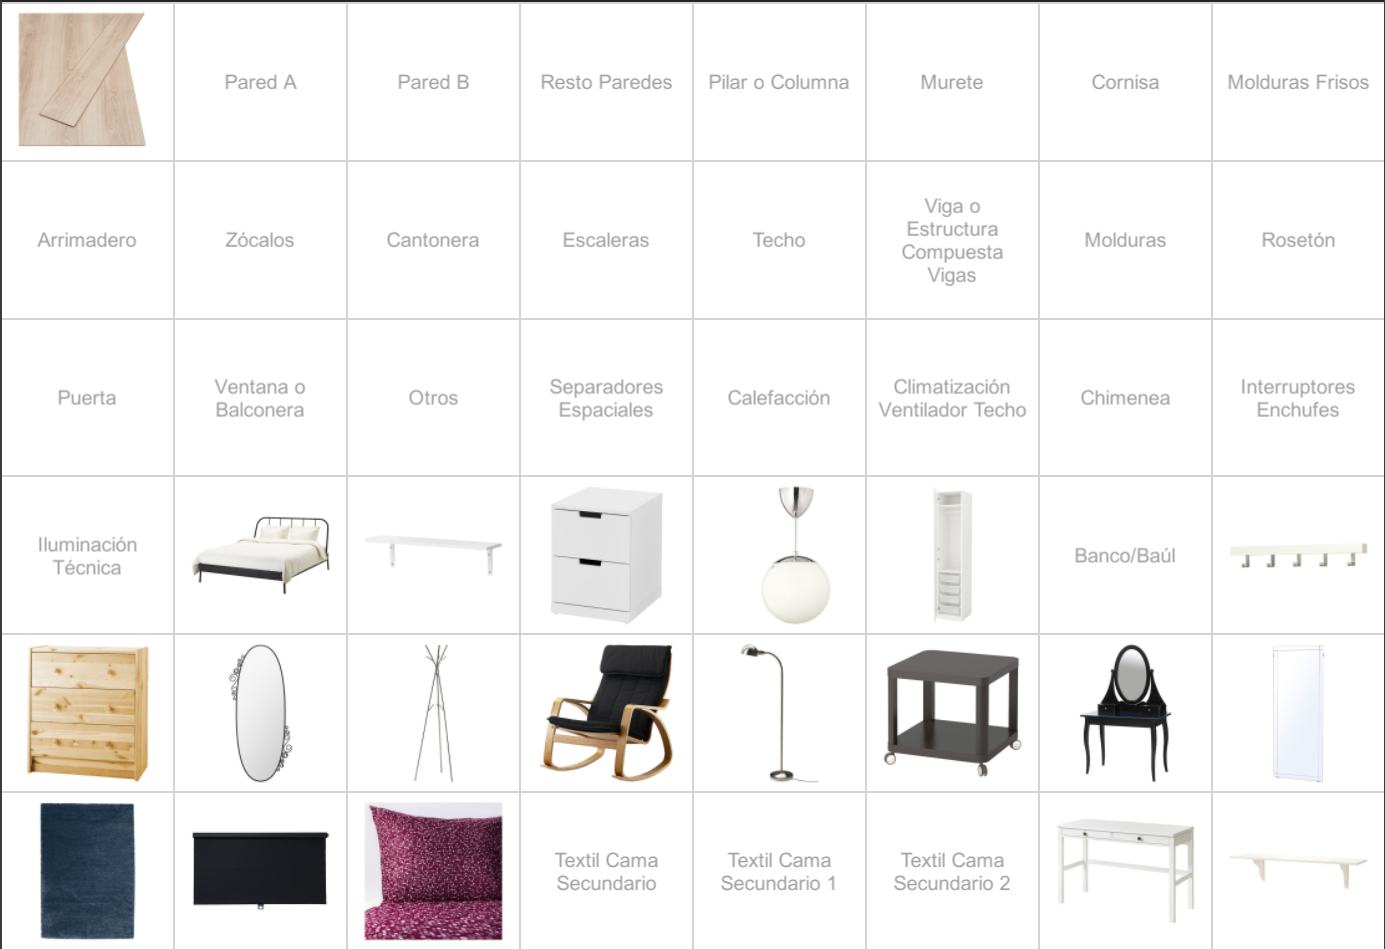 Pared A
Pared B
Resto Paredes
Pilar o Columna
Murete
Cornisa
Molduras Frisos
Arrimadero
Zócalos
Cantonera
Escaleras
Techo
Viga o
Estructura
Compuesta
Vigas
Molduras
Rosetón
Puerta
Ventana o
Balconera
Otros
Separadores
Espaciales
Calefacción
Climatización
Ventilador Techo
Chimenea
Interruptores
Enchufes
Iluminación
Técnica
Banco/Baúl
Textil Cama
Secundario
Textil Cama
Secundario 1
Textil Cama
Secundario 2